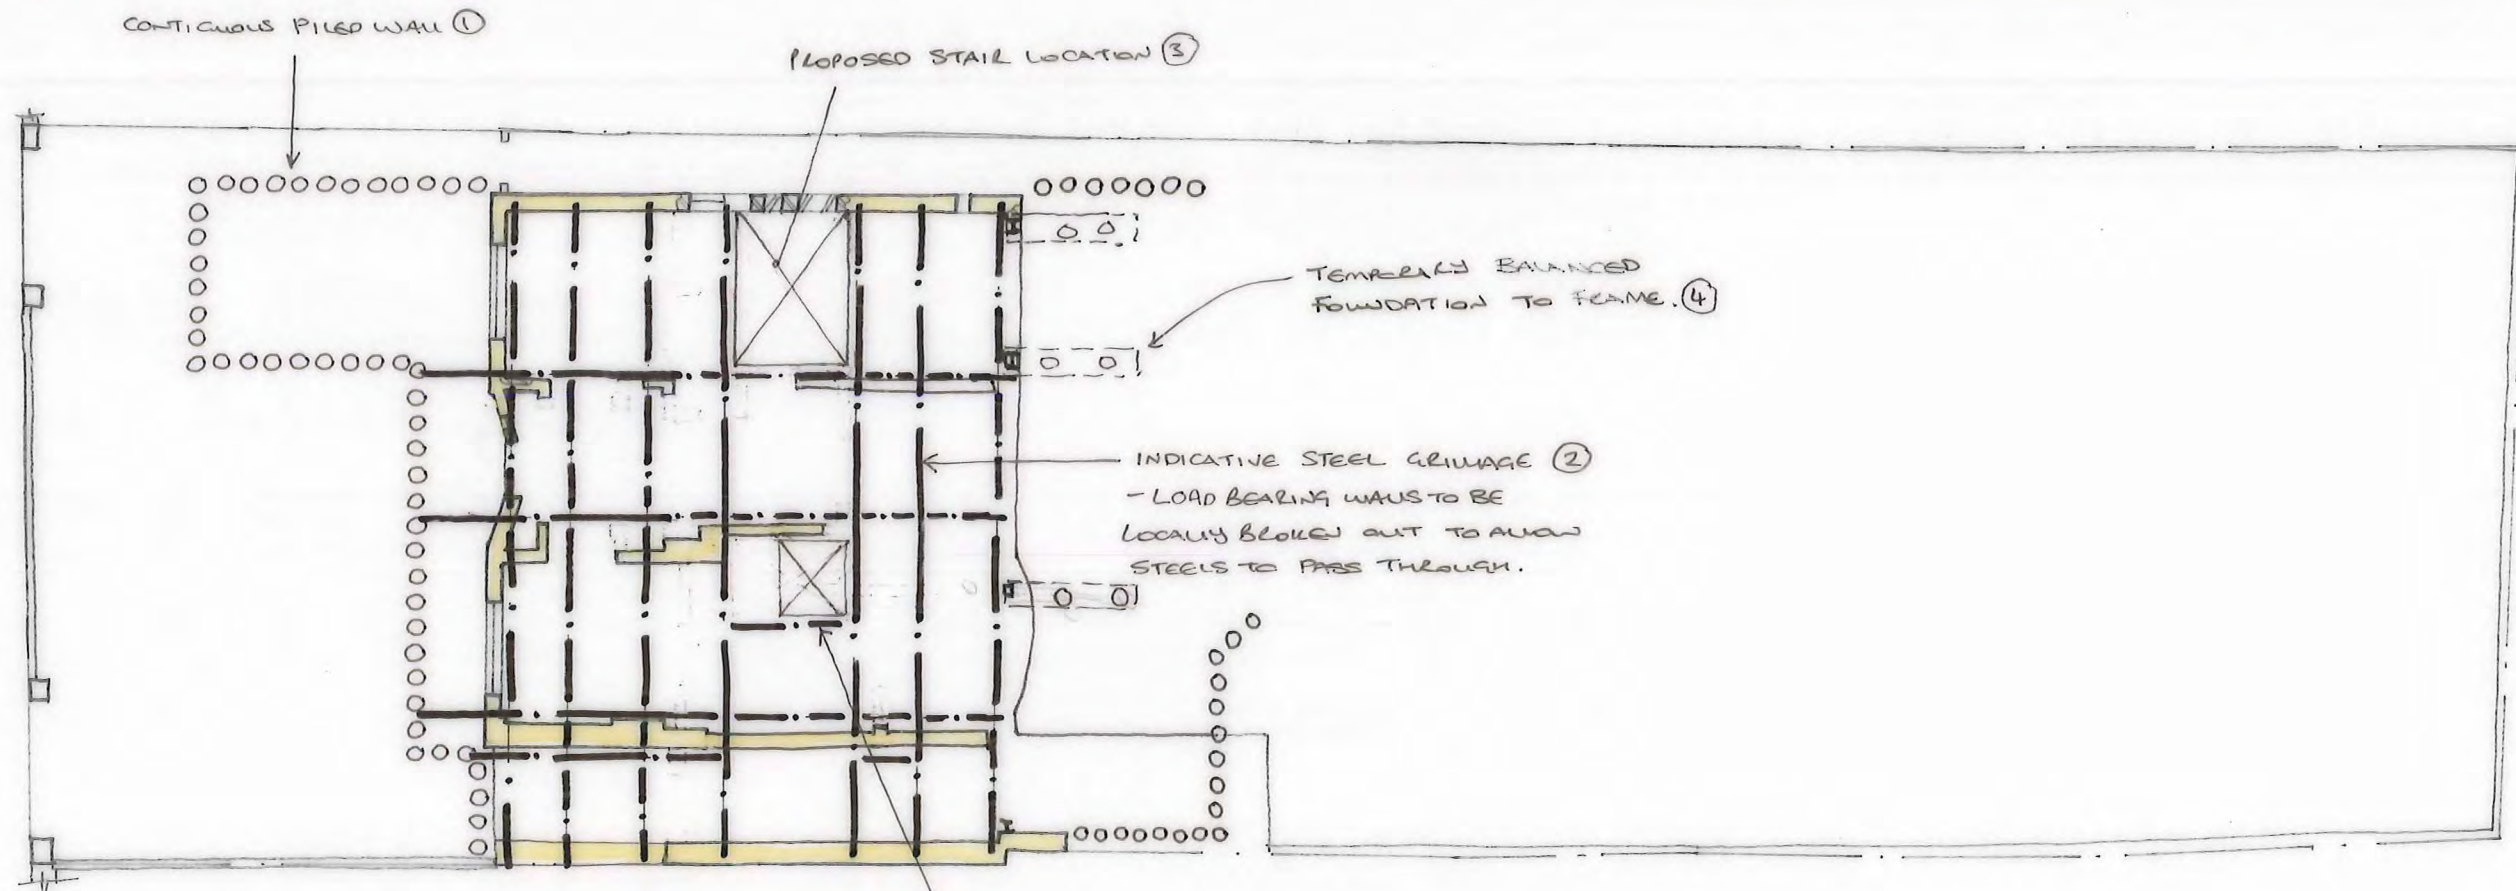 CONTIGUOUS PILED WALL ①
PROPOSED STAIR LOCATION ③
TEMPORARY BALANCED
FOUNDATION TO FRAME. ④
INDICATIVE STEEL GRILLAGE ②
- LOAD BEARING WALLS TO BE
LOCALLY BROKEN OUT TO ALLOW
STEELS TO PASS THROUGH.